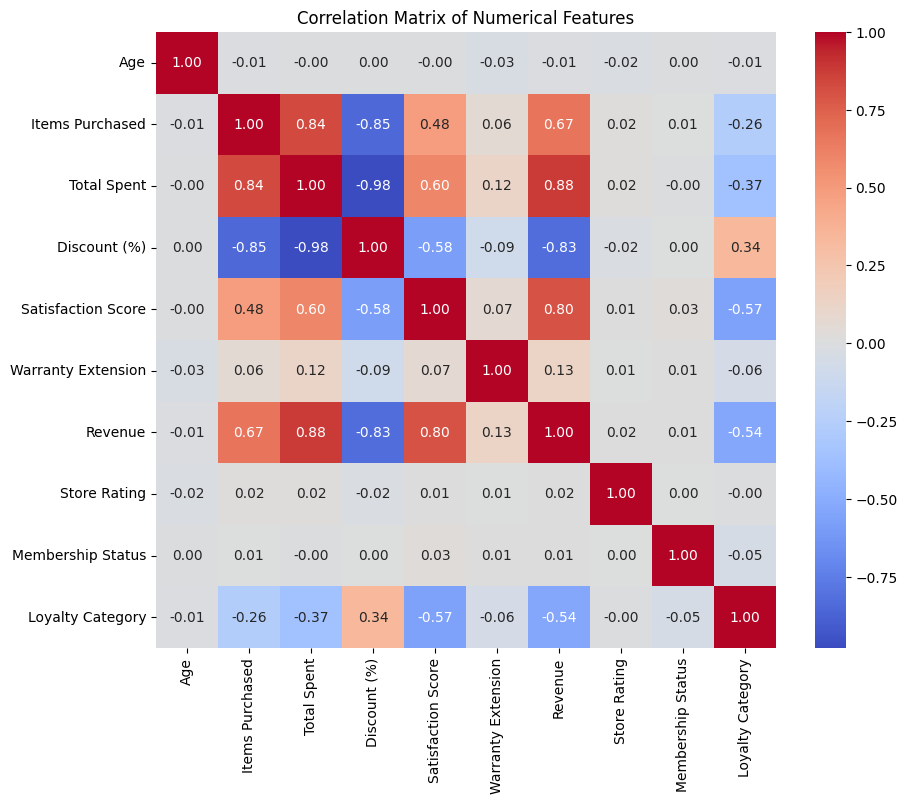 Correlation Matrix of Numerical Features
Age 1.00 -0.01 -0.00 0.00 -0.00 -0.03 -0.01 -0.02 0.00 -0.01
Items Purchased -0.01 1.00 0.84 -0.85 0.48 0.06 0.67 0.02 0.01 -0.26
Total Spent -0.00 0.84 1.00 -0.98 0.60 0.12 0.88 0.02 -0.00 -0.37
Discount (%) 0.00 -0.85 -0.98 1.00 -0.58 -0.09 -0.83 -0.02 0.00 0.34
Satisfaction Score -0.00 0.48 0.60 -0.58 1.00 0.07 0.80 0.01 0.03 -0.57
Warranty Extension -0.03 0.06 0.12 -0.09 0.07 1.00 0.13 0.01 0.01 -0.06
Revenue -0.01 0.67 0.88 -0.83 0.80 0.13 1.00 0.02 0.01 -0.54
Store Rating -0.02 0.02 0.02 -0.02 0.01 0.01 0.02 1.00 0.00 -0.00
Membership Status 0.00 0.01 -0.00 0.00 0.03 0.01 0.01 0.00 1.00 -0.05
Loyalty Category -0.01 -0.26 -0.37 0.34 -0.57 -0.06 -0.54 -0.00 -0.05 1.00
Age
Items Purchased
Total Spent
Discount (%)
Satisfaction Score
Warranty Extension
Revenue
Store Rating
Membership Status
Loyalty Category
1.00
0.75
0.50
0.25
0.00
-0.25
-0.50
-0.75